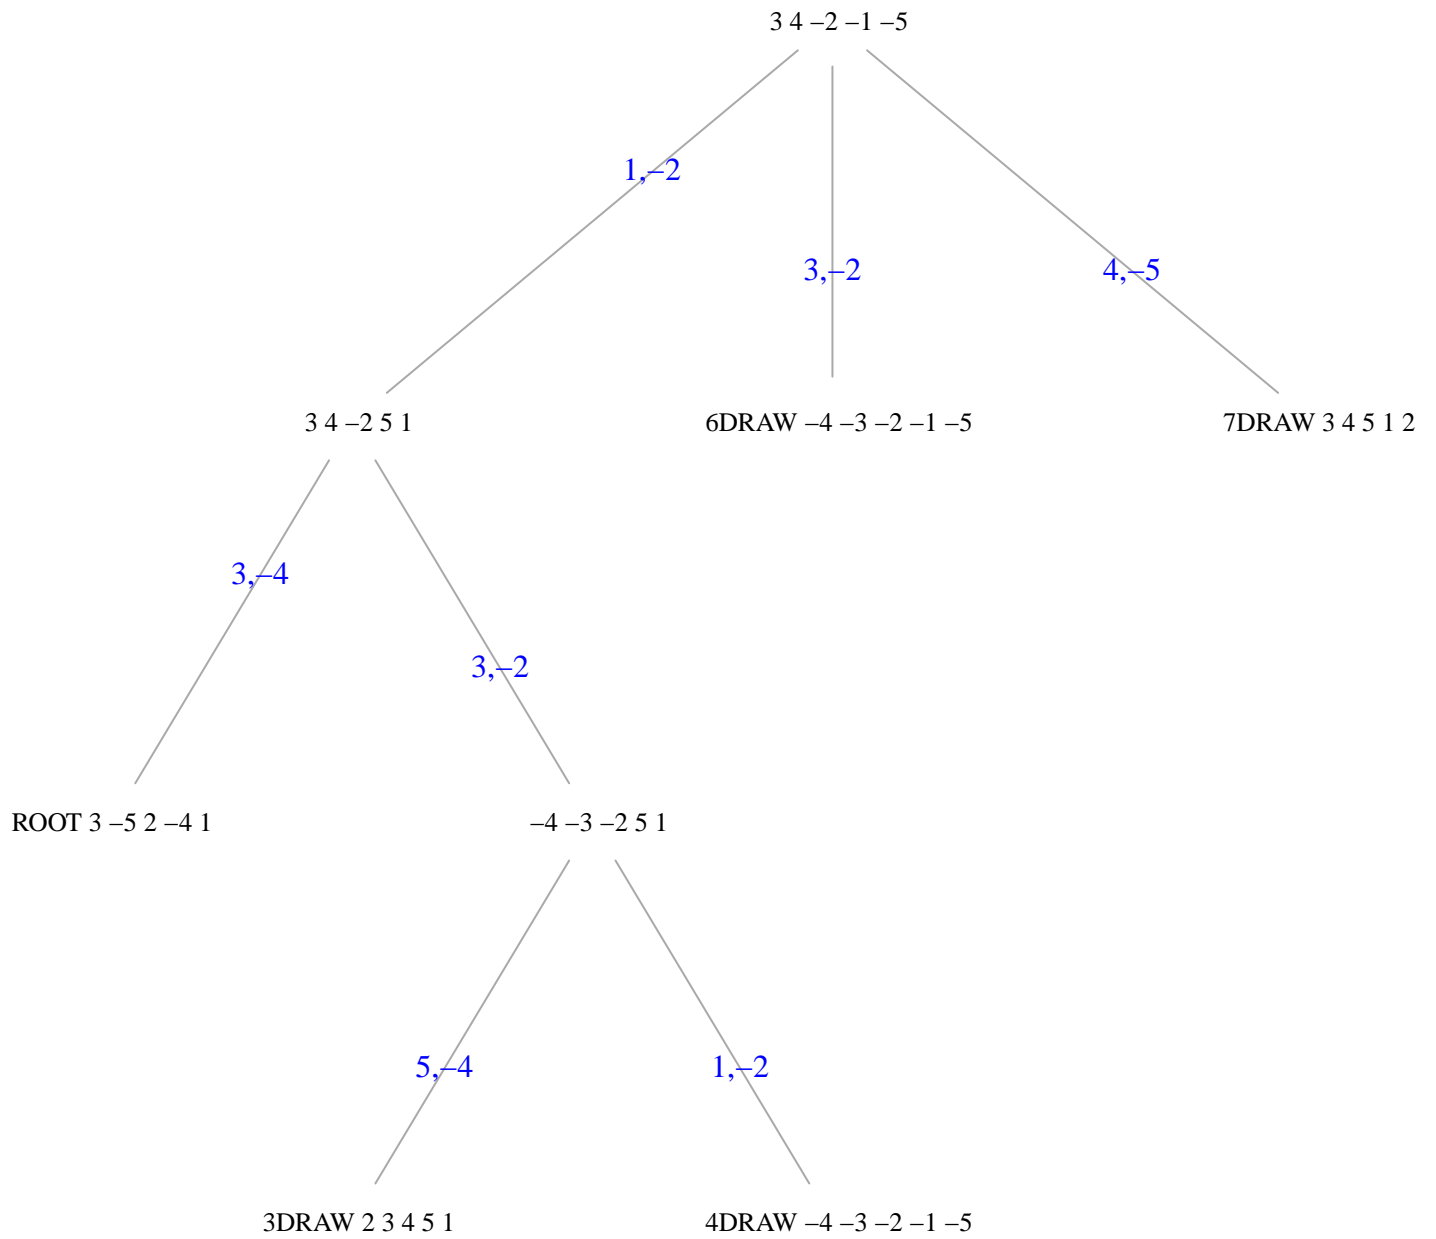 3 4 –2 –1 –5
1,–2
3,–2
4,–5
3 4 –2 5 1
6DRAW –4 –3 –2 –1 –5
7DRAW 3 4 5 1 2
3,–4
3,–2
ROOT 3 –5 2 –4 1
–4 –3 –2 5 1
5,–4
1,–2
3DRAW 2 3 4 5 1
4DRAW –4 –3 –2 –1 –5